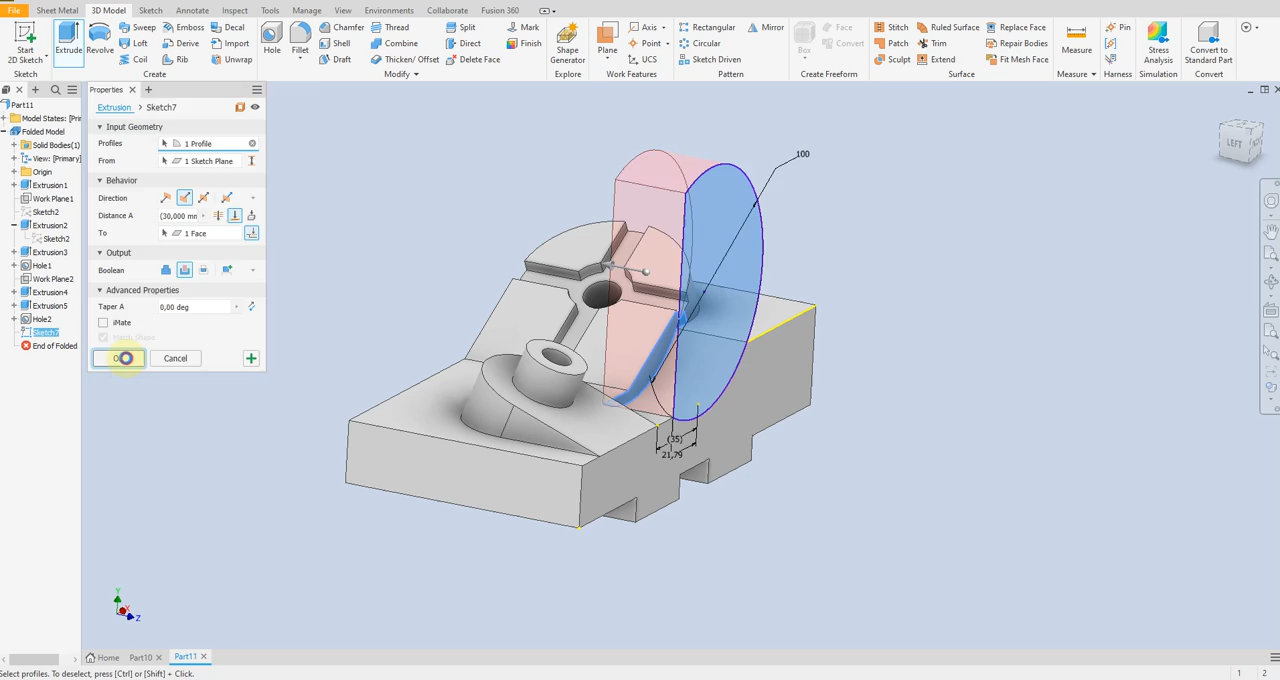 File Sheet Metal 3D Model Sketch Annotate Inspect Tools Manage View Environments Collaborate Fusion 360
Start 2D Sketch Extrude Revolve Sweep Emboss Decal Hole Fillet Chamfer Thread Split Mark Shape Generator Plane Axis Rectangular Mirror Box Face Stitch Ruled Surface Replace Face Measure Pin Stress Analysis Convert to Standard Part
Loft Derive Import Shell Combine Direct Finish Point Circular Convert Patch Trim Repair Bodies
Coil Rib Unwrap Draft Thicken/ Offset Delete Face UCS Sketch Driven Sculpt Extend Fit Mesh Face
Sketch Create Modify Explore Work Features Pattern Create Freeform Surface Measure Harness Simulation Convert
Properties
Part11
Model States: [Pri
Folded Model
Solid Bodies(1)
View: [Primary]
Origin
Extrusion1
Work Plane1
Sketch2
Extrusion2
Sketch2
Extrusion3
Hole1
Work Plane2
Extrusion4
Extrusion5
Hole2
Sketch7
End of Folded
Extrusion > Sketch7
Input Geometry
Profiles 1 Profile
From 1 Sketch Plane
Behavior
Direction
Distance A (30,000 mn
To 1 Face
Output
Boolean
Advanced Properties
Taper A 0,00 deg
iMate
Match Shape
Cancel
100
LEFT
(35)
21,79
Y
X
Z
Home Part10 Part11
Select profiles. To deselect, press [Ctrl] or [Shift] + Click.
1 2